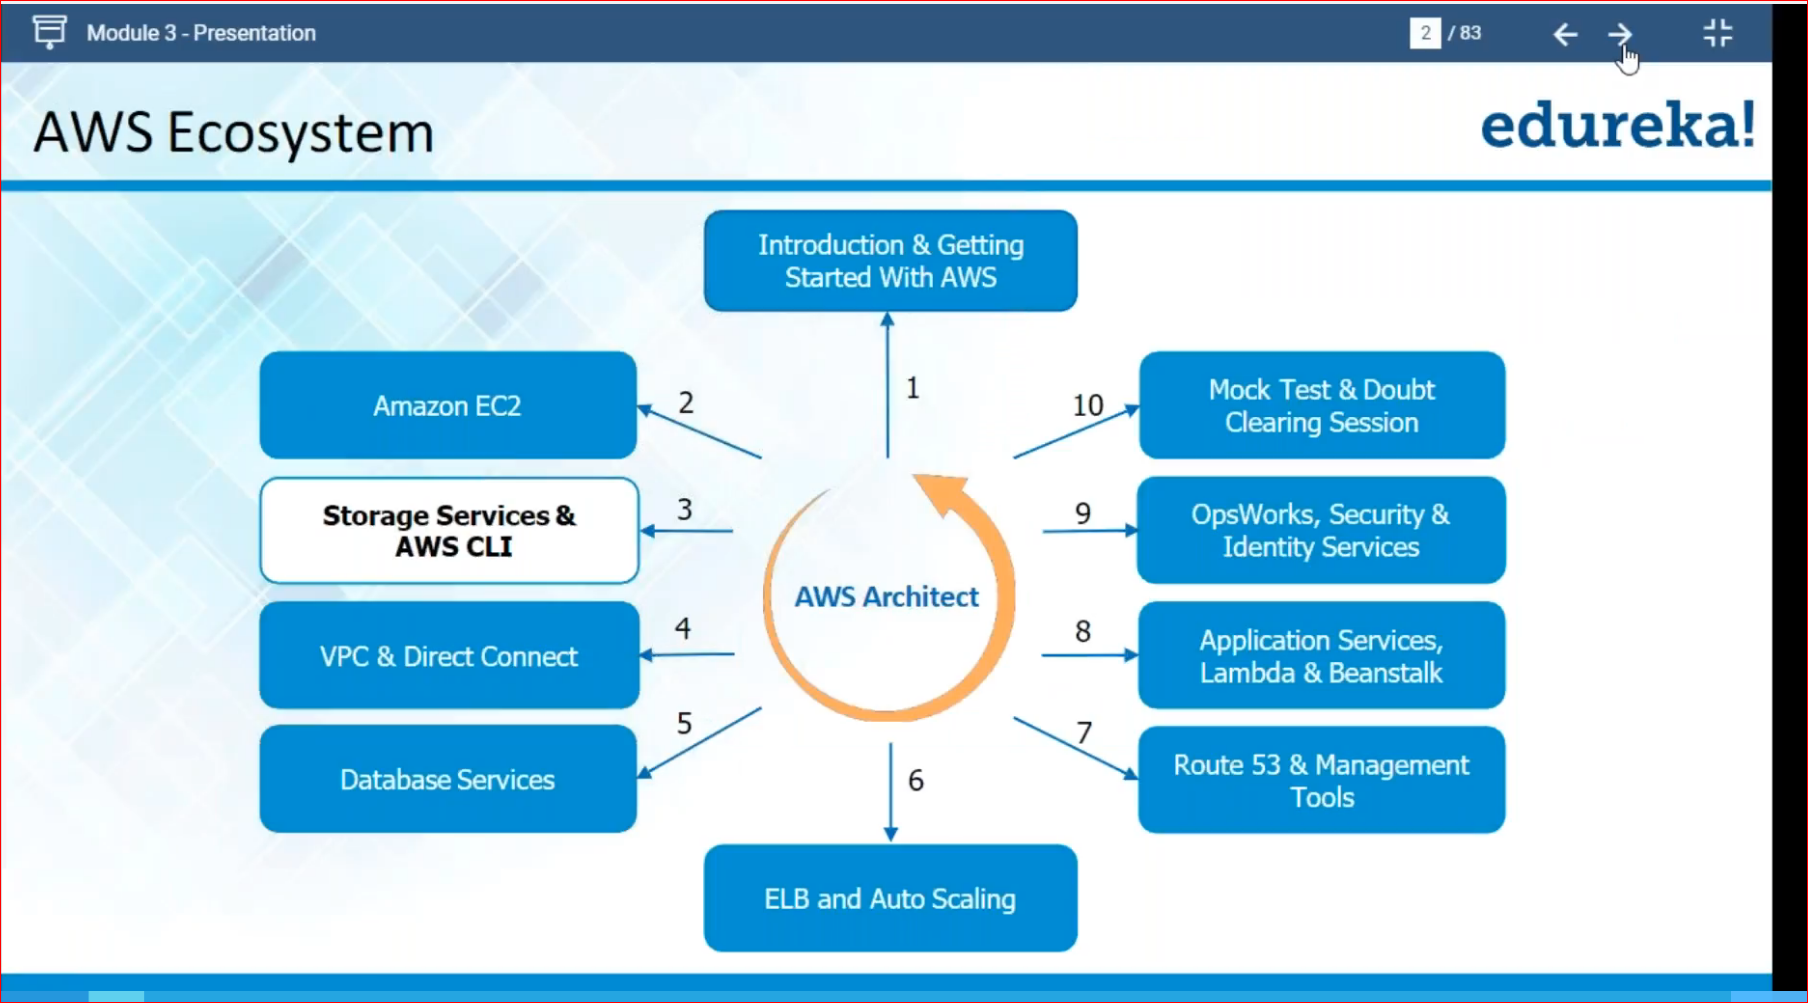 Module 3 - Presentation
2 / 83
AWS Ecosystem
edureka!
Introduction & Getting
Started With AWS
1
Amazon EC2
2
Storage Services &
AWS CLI
3
VPC & Direct Connect
4
Database Services
5
AWS Architect
6
ELB and Auto Scaling
10
Mock Test & Doubt
Clearing Session
9
OpsWorks, Security &
Identity Services
8
Application Services,
Lambda & Beanstalk
7
Route 53 & Management
Tools